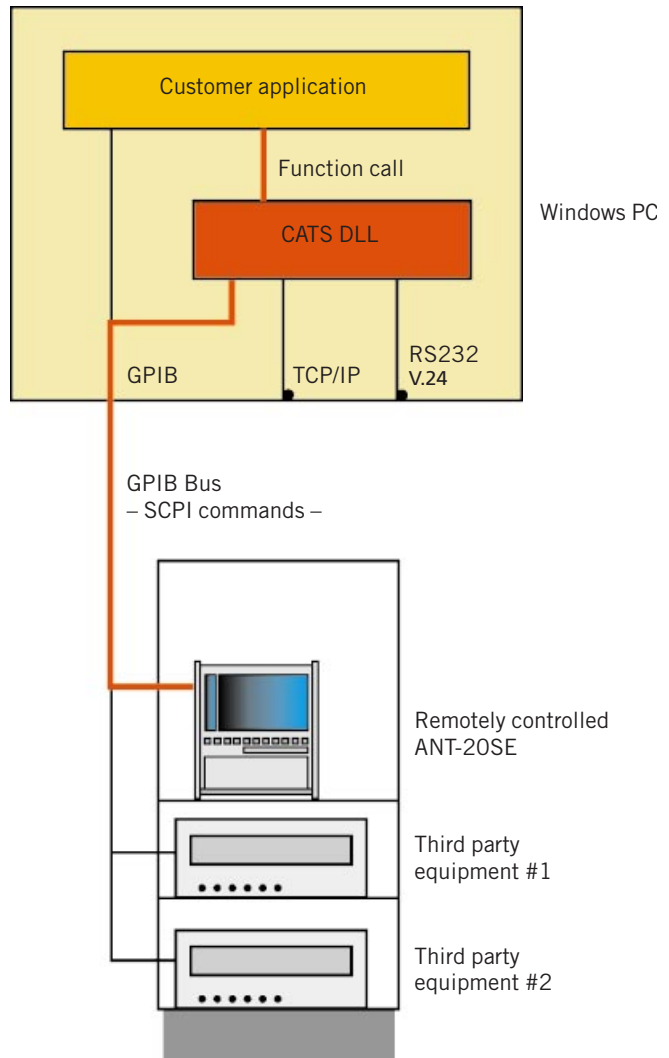 Customer application
Function call
Windows PC
CATS DLL
GPIB
TCP/IP
RS232
V.24
GPIB Bus
– SCPI commands –
Remotely controlled
ANT-20SE
Third party
equipment #1
Third party
equipment #2